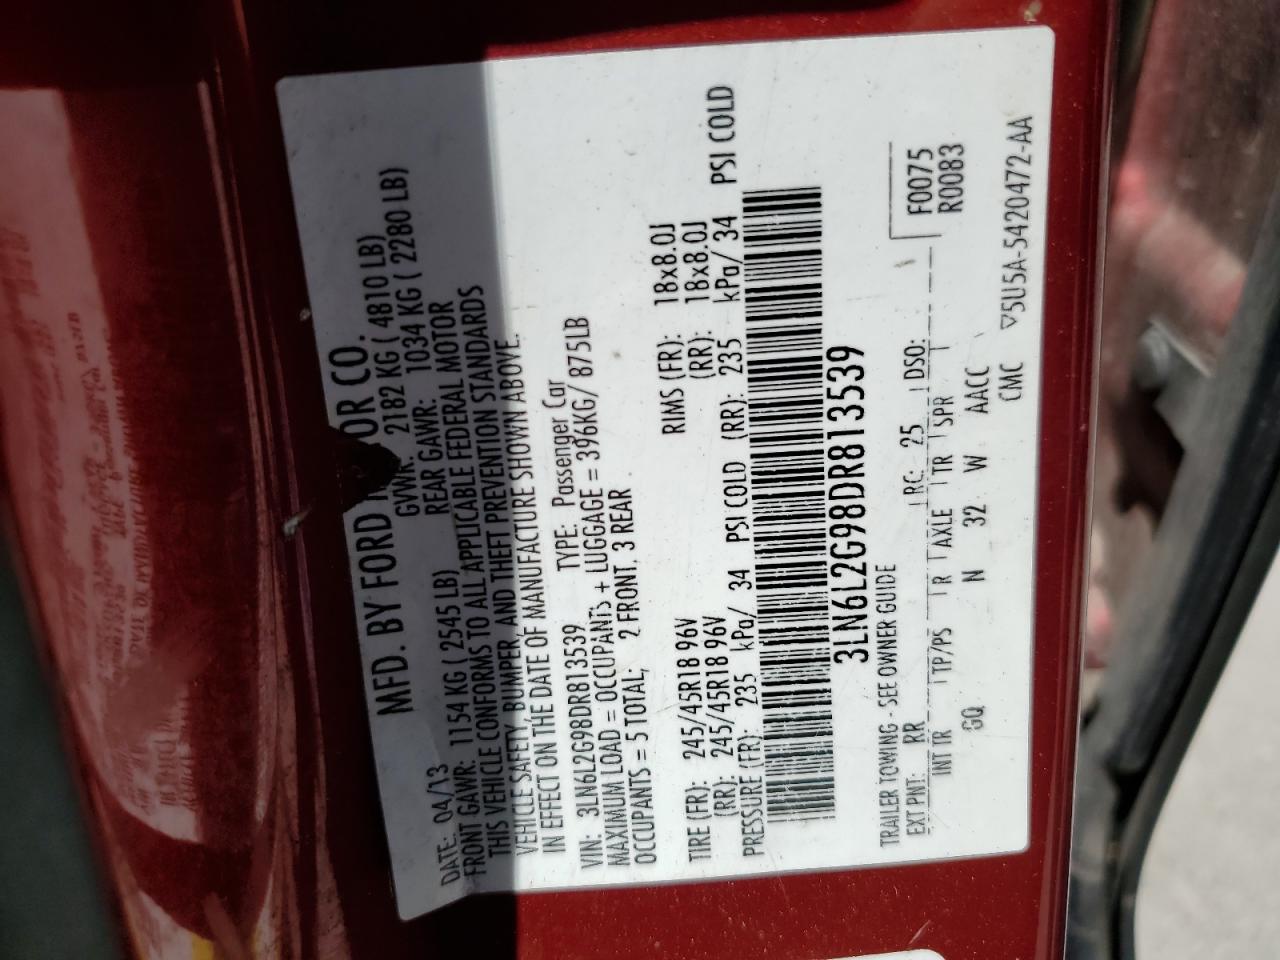 MFD. BY FORD OR CO.
DATE: 04/13 GVWR: 2182 KG ( 4810 LB)
FRONT GAWR: 1154 KG ( 2545 LB) REAR GAWR: 1034 KG ( 2280 LB)
THIS VEHICLE CONFORMS TO ALL APPLICABLE FEDERAL MOTOR
VEHICLE SAFETY, BUMPER, AND THEFT PREVENTION STANDARDS
IN EFFECT ON THE DATE OF MANUFACTURE SHOWN ABOVE.
VIN: 3LN6L2G98DR813539 TYPE: Passenger Car
MAXIMUM LOAD = OCCUPANTS + LUGGAGE = 396KG/ 875LB
OCCUPANTS = 5 TOTAL; 2 FRONT, 3 REAR
TIRE (FR): 245/45R18 96V RIMS (FR): 18x8.0J
(RR): 245/45R18 96V (RR): 18x8.0J
PRESSURE (FR): 235 kPa/ 34 PSI COLD (RR): 235 kPa/ 34 PSI COLD
3LN6L2G98DR813539
TRAILER TOWING - SEE OWNER GUIDE
EXT PNT: RR RC: 25 DSO: F0075
R0083
INT TR TP/PS R AXLE TR SPR
GQ N 32 W AACC
CMC ▽5U5A-5420472-AA